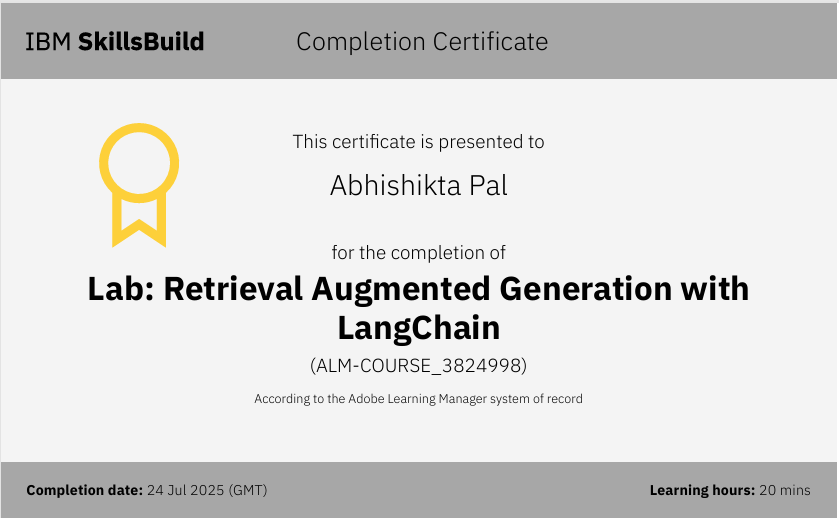 IBM SkillsBuild
Completion Certificate
This certificate is presented to
Abhishikta Pal
for the completion of
Lab: Retrieval Augmented Generation with
LangChain
(ALM-COURSE_3824998)
According to the Adobe Learning Manager system of record
Completion date: 24 Jul 2025 (GMT)
Learning hours: 20 mins